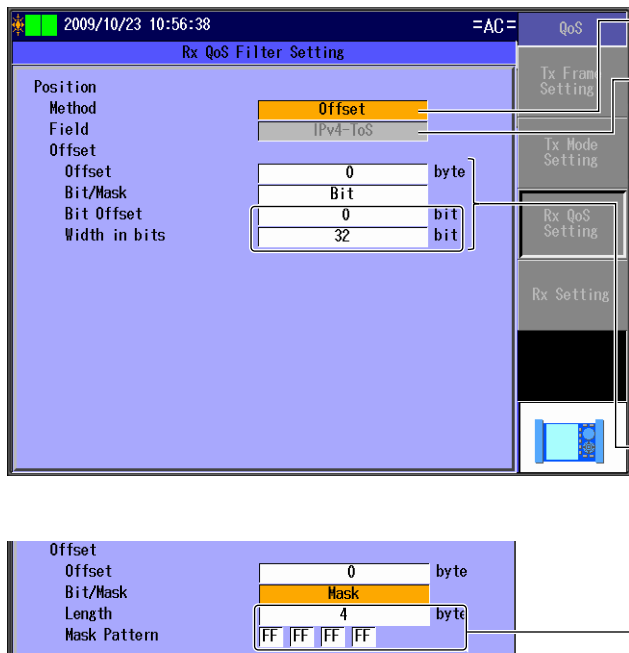 2009/10/23 10:56:38 =AC= QoS
Rx QoS Filter Setting
Position
Method Offset
Field IPv4-ToS
Offset
Offset 0 byte
Bit/Mask Bit
Bit Offset 0 bit
Width in bits 32 bit
Tx Frame
Setting
Tx Mode
Setting
Rx QoS
Setting
Rx Setting
Offset
Offset 0 byte
Bit/Mask Mask
Length 4 byte
Mask Pattern FF FF FF FF